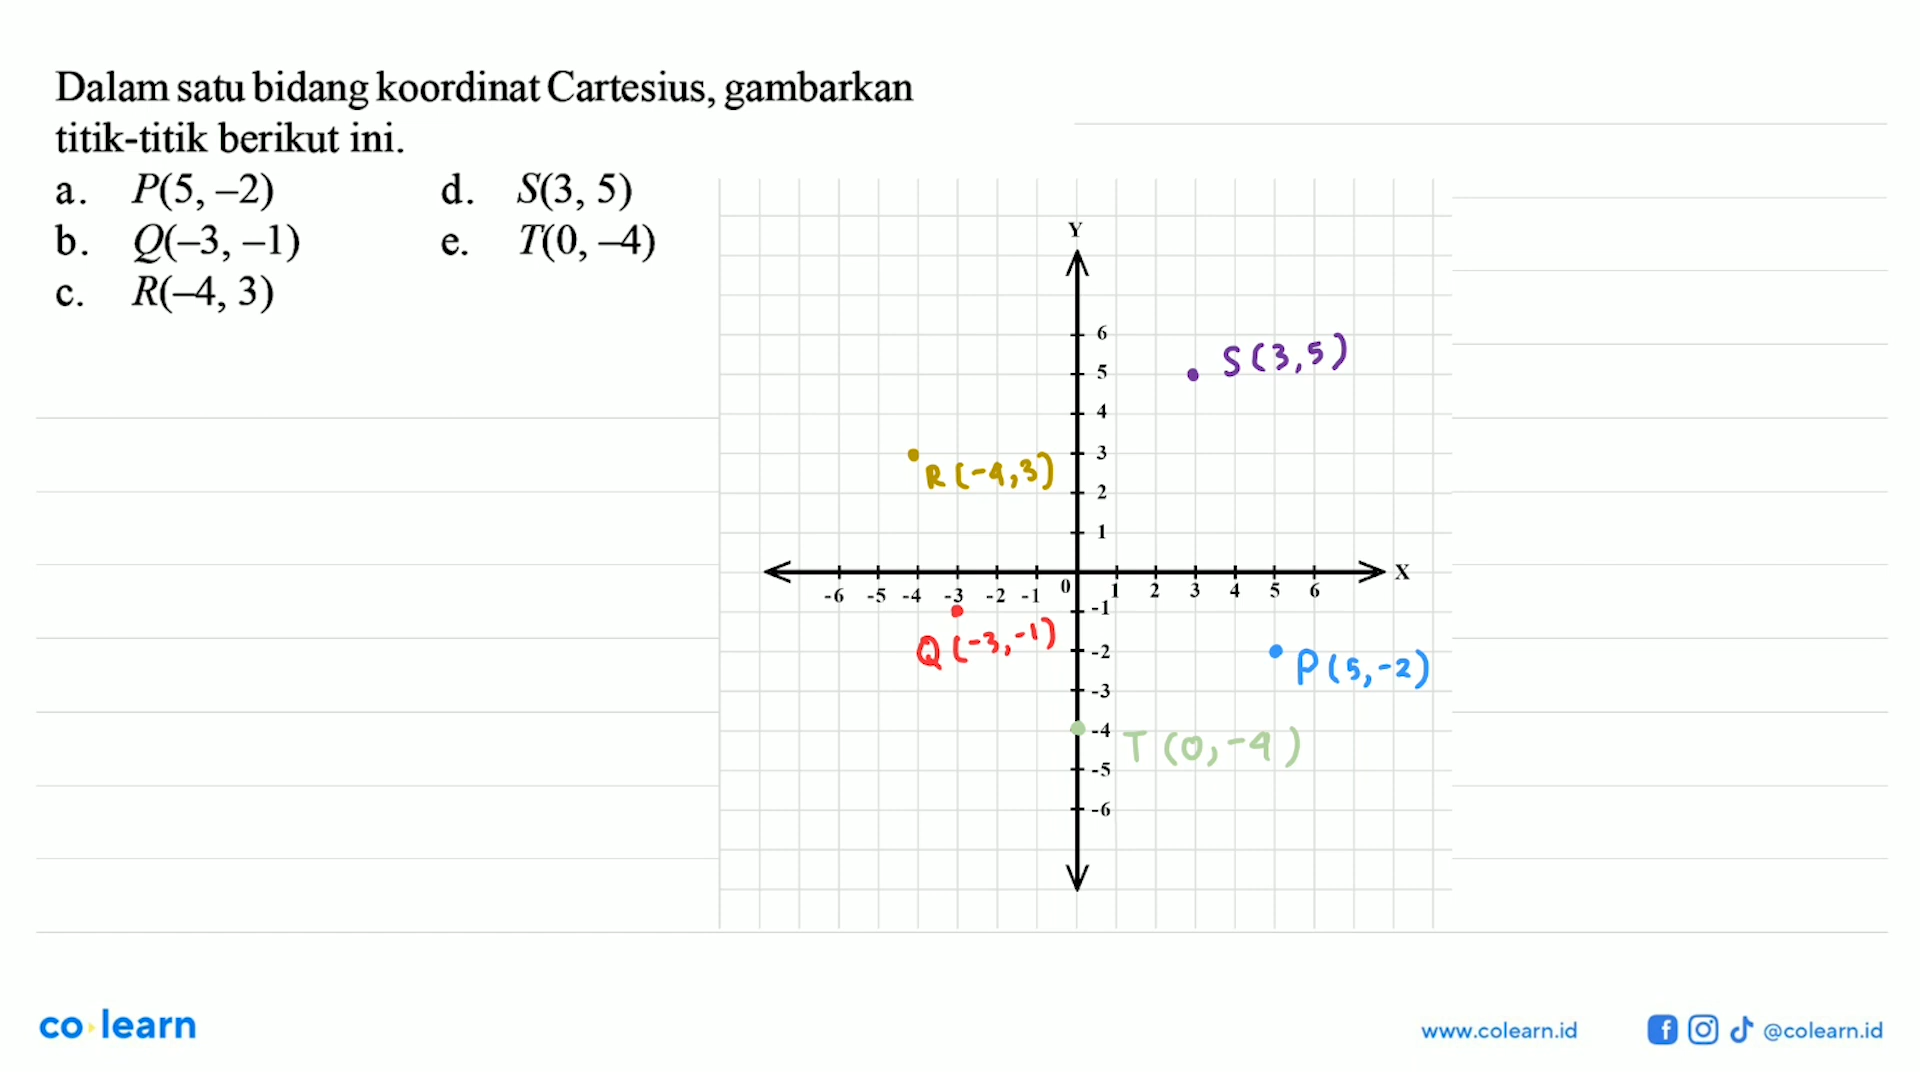 Dalam satu bidang koordinat Cartesius, gambarkan
titik-titik berikut ini.
a. P(5, –2) d. S(3, 5)
b. Q(–3, –1) e. T(0, –4)
c. R(–4, 3)
Y
6
S(3,5)
5
4
3
R(-4,3)
2
1
X
-6 -5 -4 -3 -2 -1 0 1 2 3 4 5 6
-1
Q(-3,-1)
-2
P(5,-2)
-3
-4
T(0,-4)
-5
-6
co learn
www.colearn.id @colearn.id